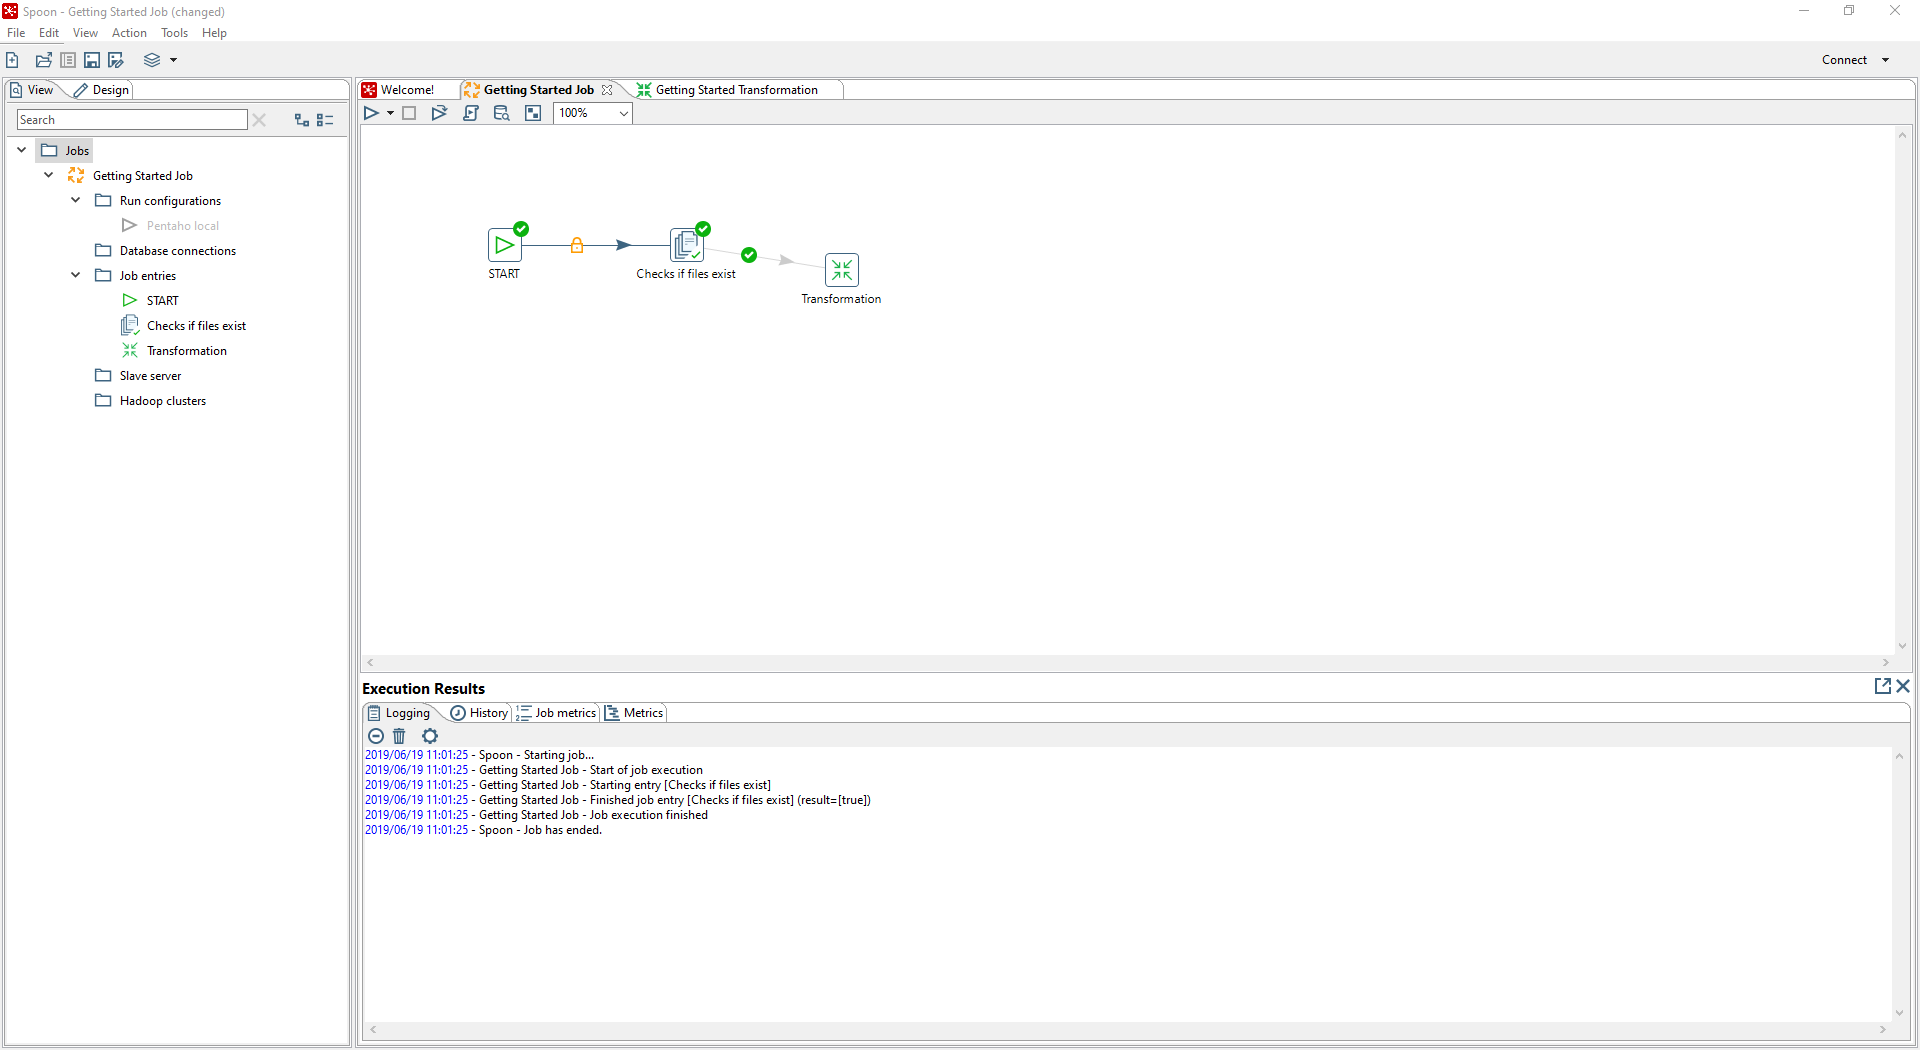 Spoon - Getting Started Job (changed)
File Edit View Action Tools Help
Connect
View Design
Search
Jobs
Getting Started Job
Run configurations
Pentaho local
Database connections
Job entries
START
Checks if files exist
Transformation
Slave server
Hadoop clusters
Welcome! Getting Started Job Getting Started Transformation
100%
START
Checks if files exist
Transformation
Execution Results
Logging History Job metrics Metrics
2019/06/19 11:01:25 - Spoon - Starting job...
2019/06/19 11:01:25 - Getting Started Job - Start of job execution
2019/06/19 11:01:25 - Getting Started Job - Starting entry [Checks if files exist]
2019/06/19 11:01:25 - Getting Started Job - Finished job entry [Checks if files exist] (result=[true])
2019/06/19 11:01:25 - Getting Started Job - Job execution finished
2019/06/19 11:01:25 - Spoon - Job has ended.